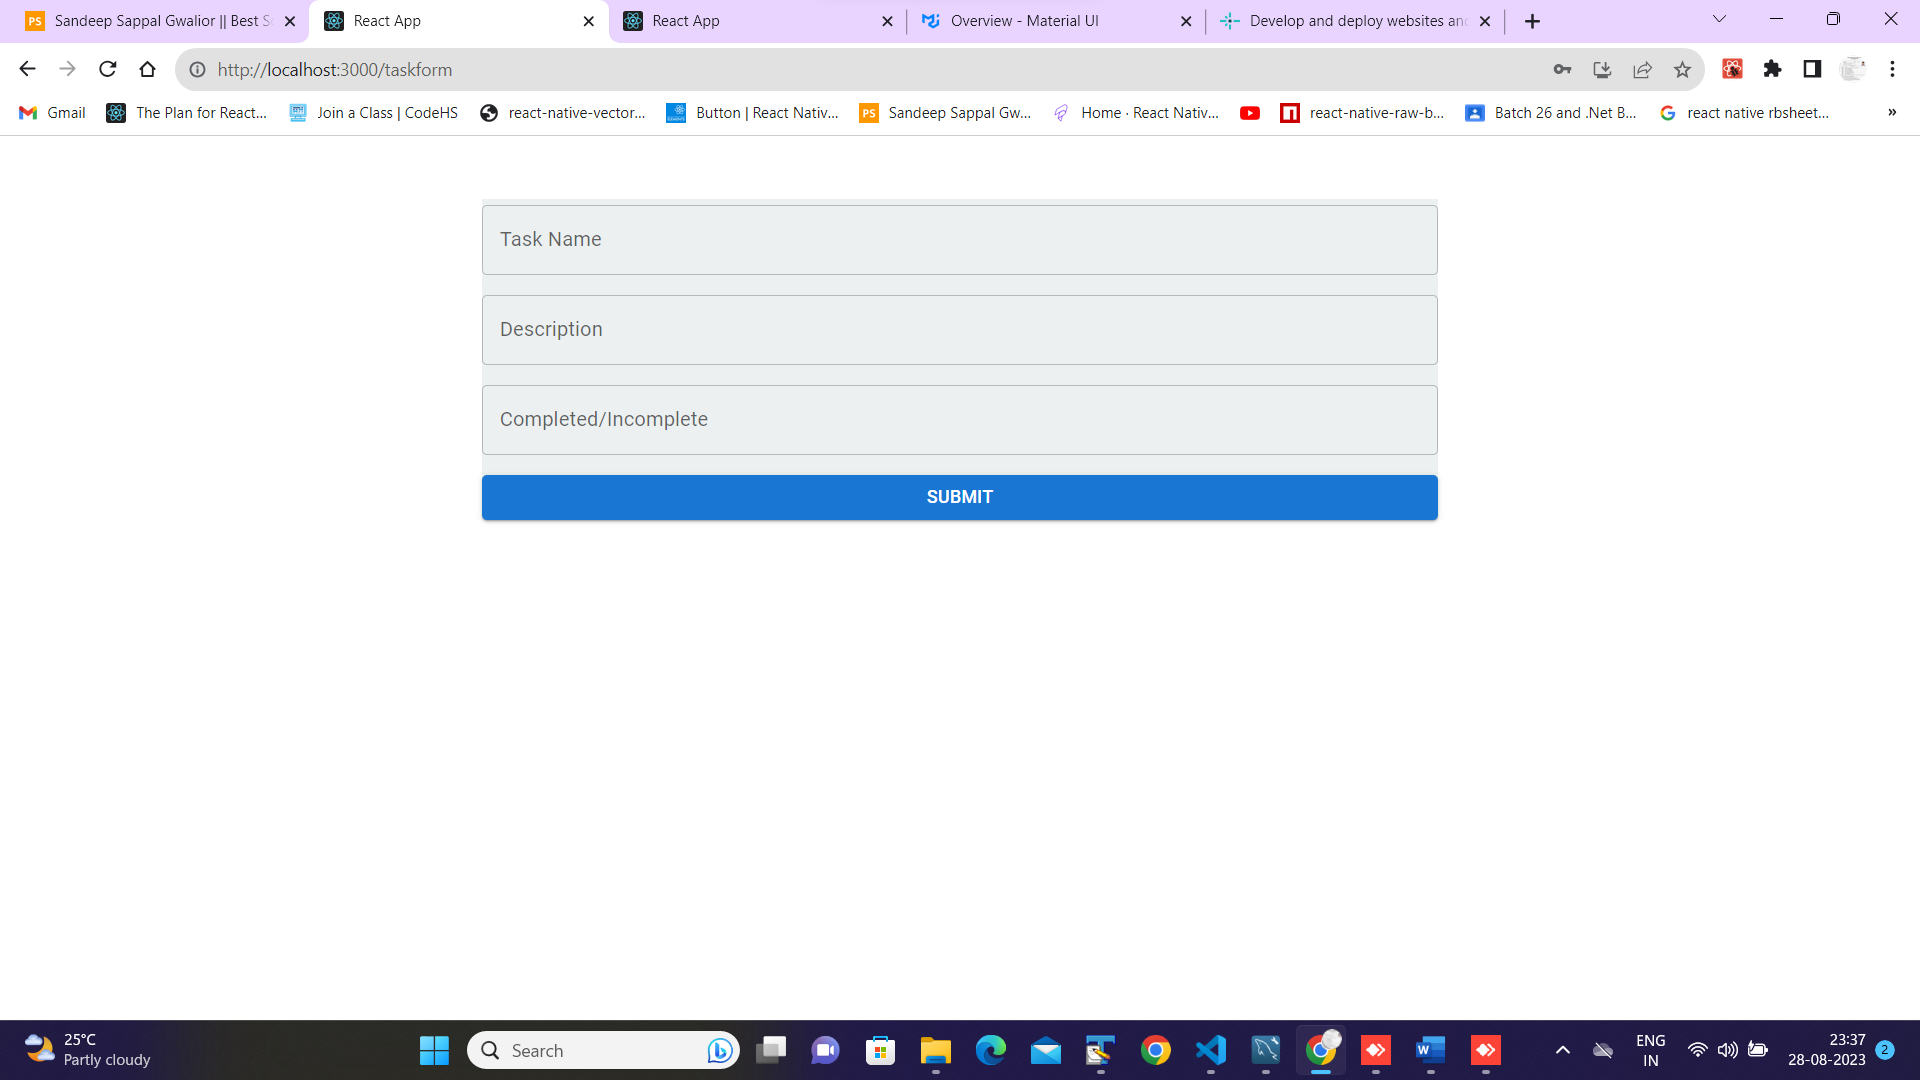 PS Sandeep Sappal Gwalior || Best So
React App
React App
Overview - Material UI
Develop and deploy websites and
http://localhost:3000/taskform
Gmail
The Plan for React...
Join a Class | CodeHS
react-native-vector...
Button | React Nativ...
PS Sandeep Sappal Gw...
Home · React Nativ...
react-native-raw-b...
Batch 26 and .Net B...
react native rbsheet...
»
Task Name
Description
Completed/Incomplete
SUBMIT
25°C
Partly cloudy
Search
ENG
IN
23:37
28-08-2023
2